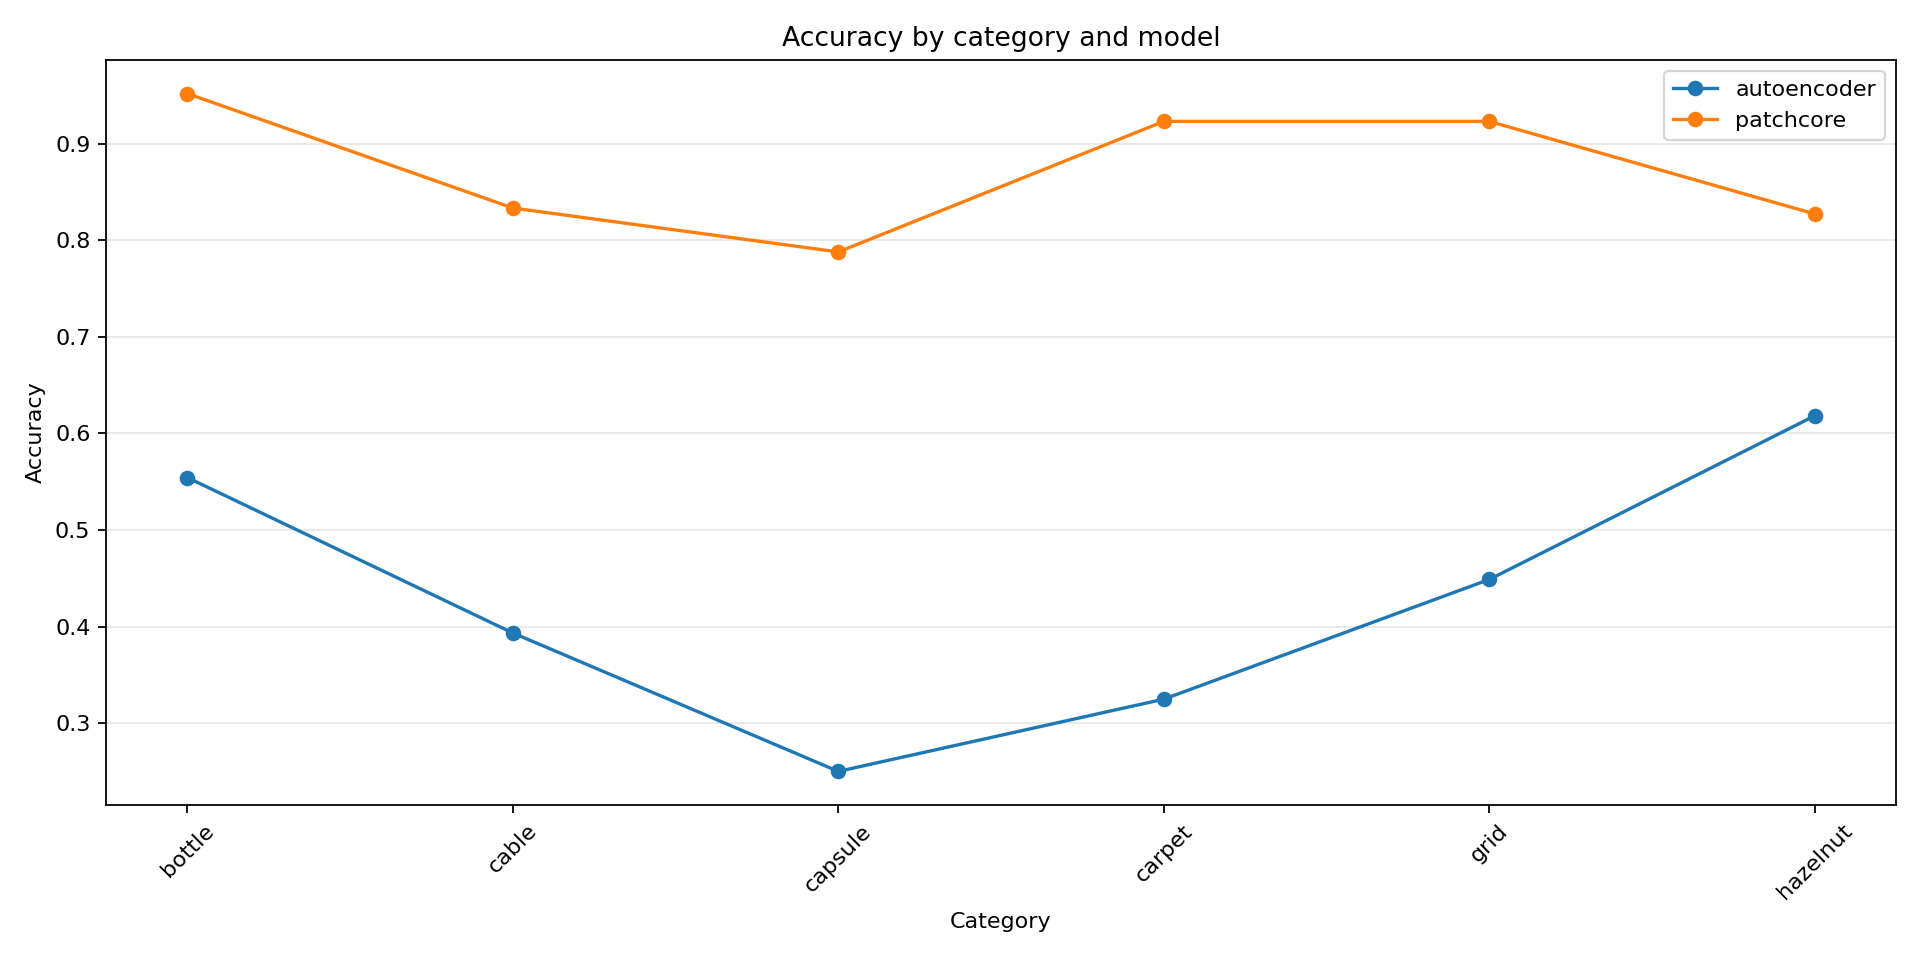 Accuracy by category and model
autoencoder
patchcore
Accuracy
0.9
0.8
0.7
0.6
0.5
0.4
0.3
bottle
cable
capsule
carpet
grid
hazelnut
Category